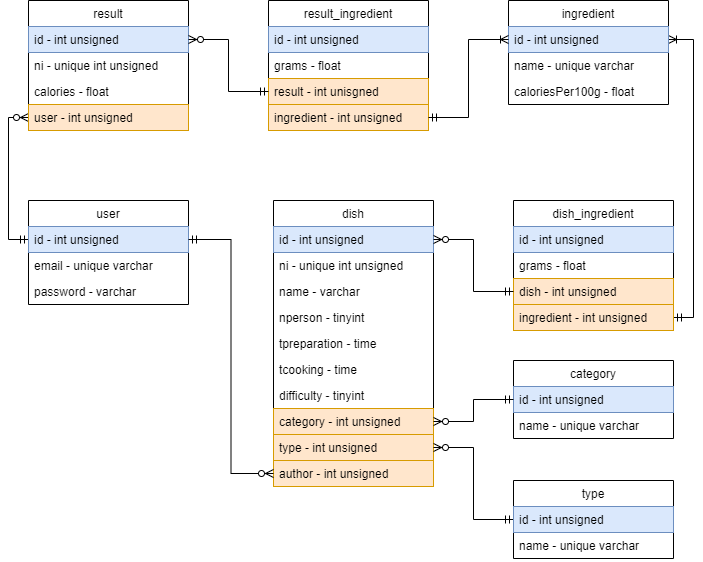 result
id - int unsigned
ni - unique int unsigned
calories - float
user - int unsigned
result_ingredient
id - int unsigned
grams - float
result - int unisgned
ingredient - int unsigned
ingredient
id - int unsigned
name - unique varchar
caloriesPer100g - float
user
id - int unsigned
email - unique varchar
password - varchar
dish
id - int unsigned
ni - unique int unsigned
name - varchar
nperson - tinyint
tpreparation - time
tcooking - time
difficulty - tinyint
category - int unsigned
type - int unsigned
author - int unsigned
dish_ingredient
id - int unsigned
grams - float
dish - int unsigned
ingredient - int unsigned
category
id - int unsigned
name - unique varchar
type
id - int unsigned
name - unique varchar